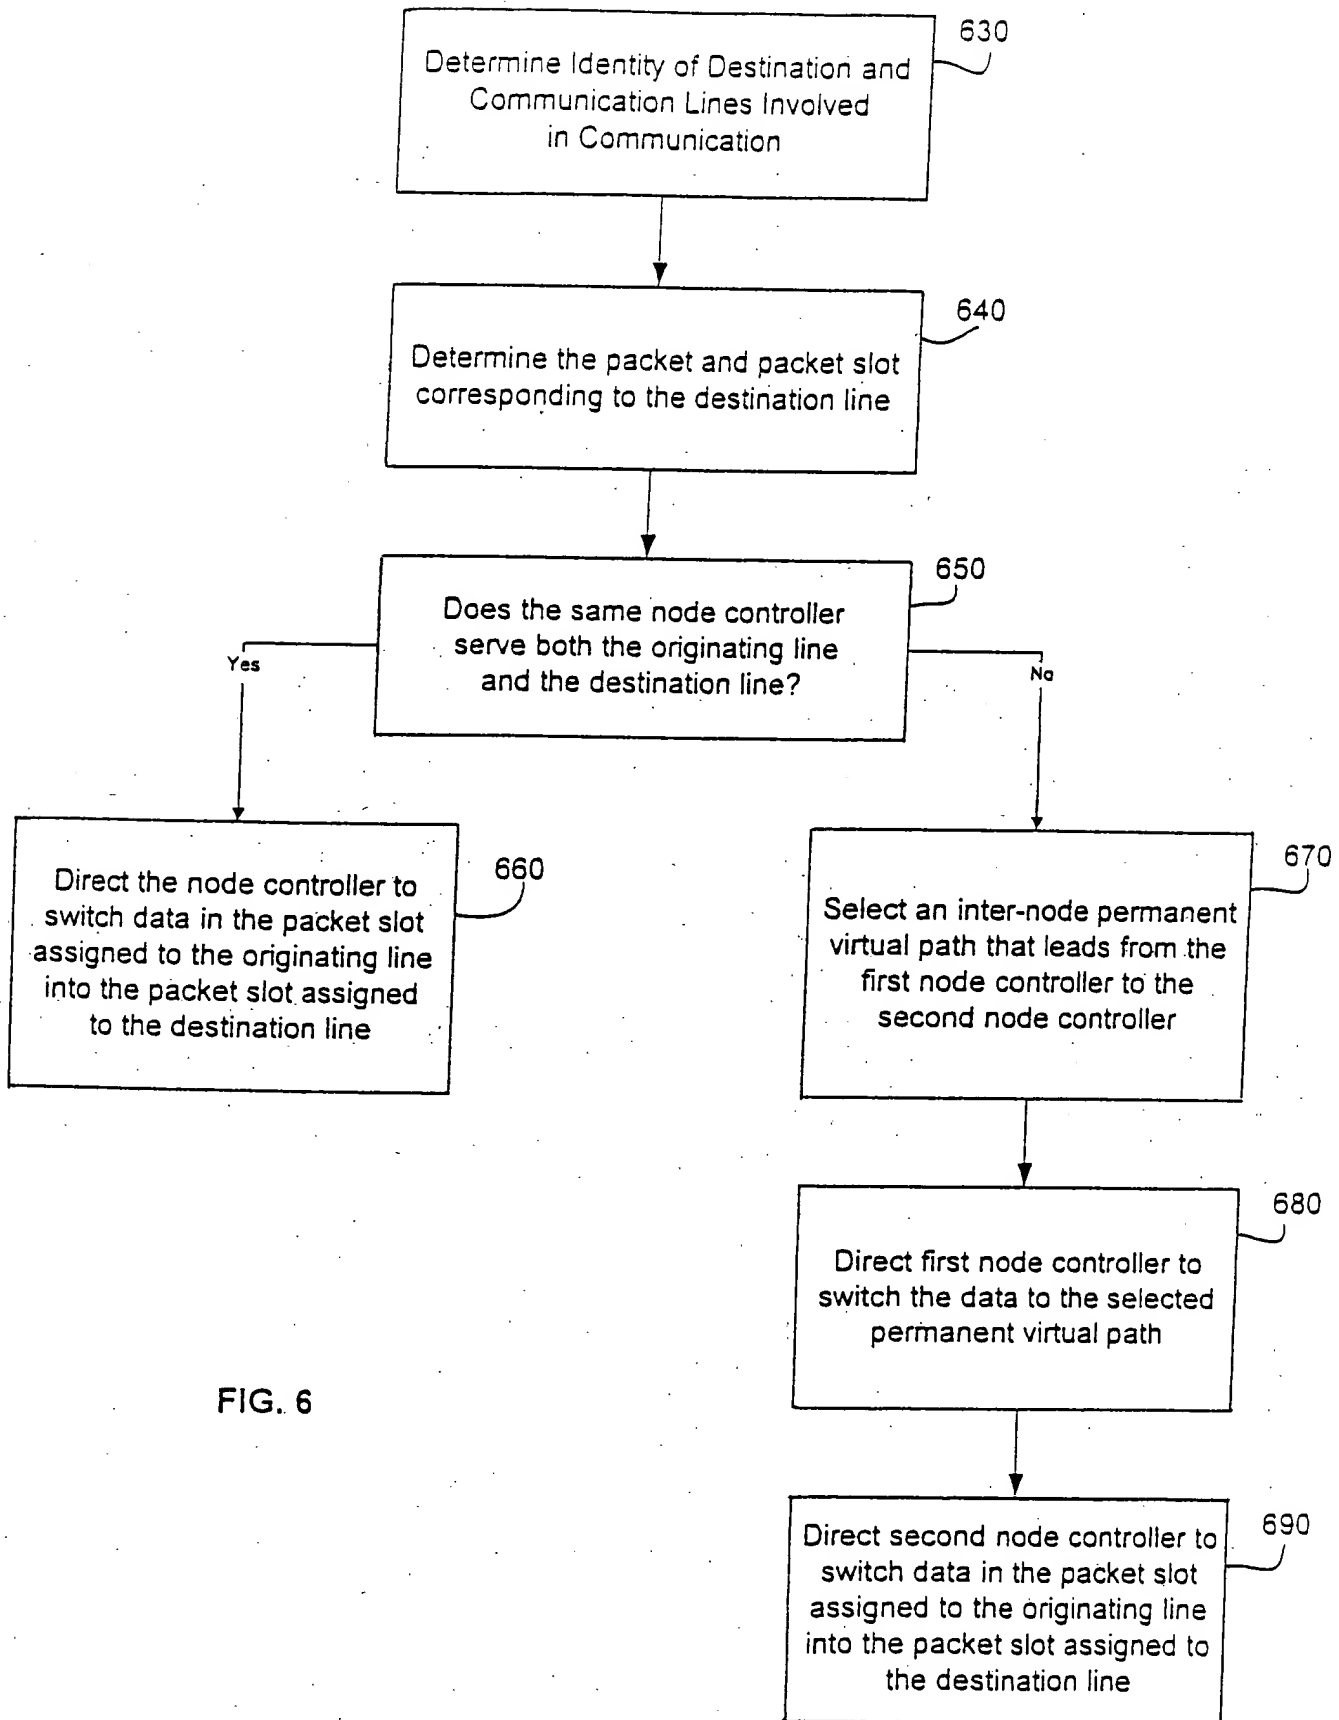 630
Determine Identity of Destination and
Communication Lines Involved
in Communication
640
Determine the packet and packet slot
corresponding to the destination line
650
Does the same node controller
serve both the originating line
and the destination line?
Yes
No
660
Direct the node controller to
switch data in the packet slot
assigned to the originating line
into the packet slot assigned
to the destination line
670
Select an inter-node permanent
virtual path that leads from the
first node controller to the
second node controller
680
Direct first node controller to
switch the data to the selected
permanent virtual path
FIG. 6
690
Direct second node controller to
switch data in the packet slot
assigned to the originating line
into the packet slot assigned to
the destination line